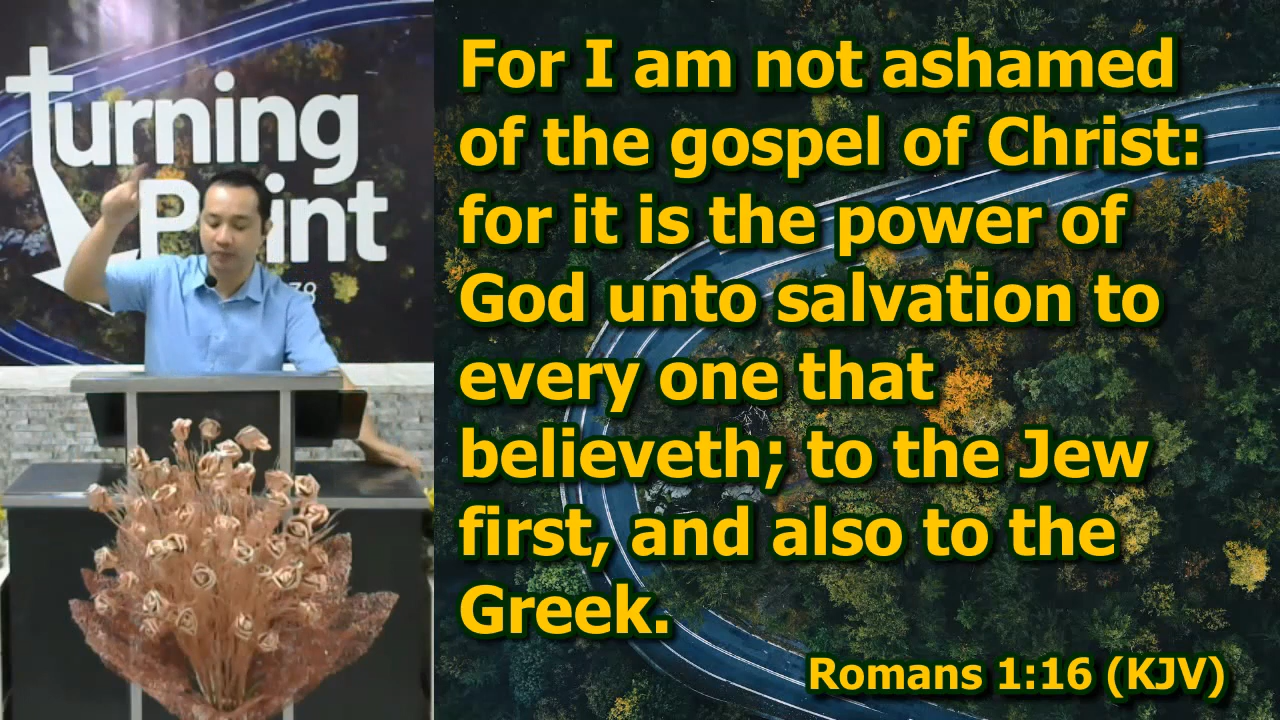 turning
Point
78
For I am not ashamed
of the gospel of Christ:
for it is the power of
God unto salvation to
every one that
believeth; to the Jew
first, and also to the
Greek.
Romans 1:16 (KJV)